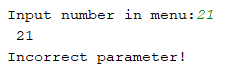 Input number in menu:21
21
Incorrect parameter!